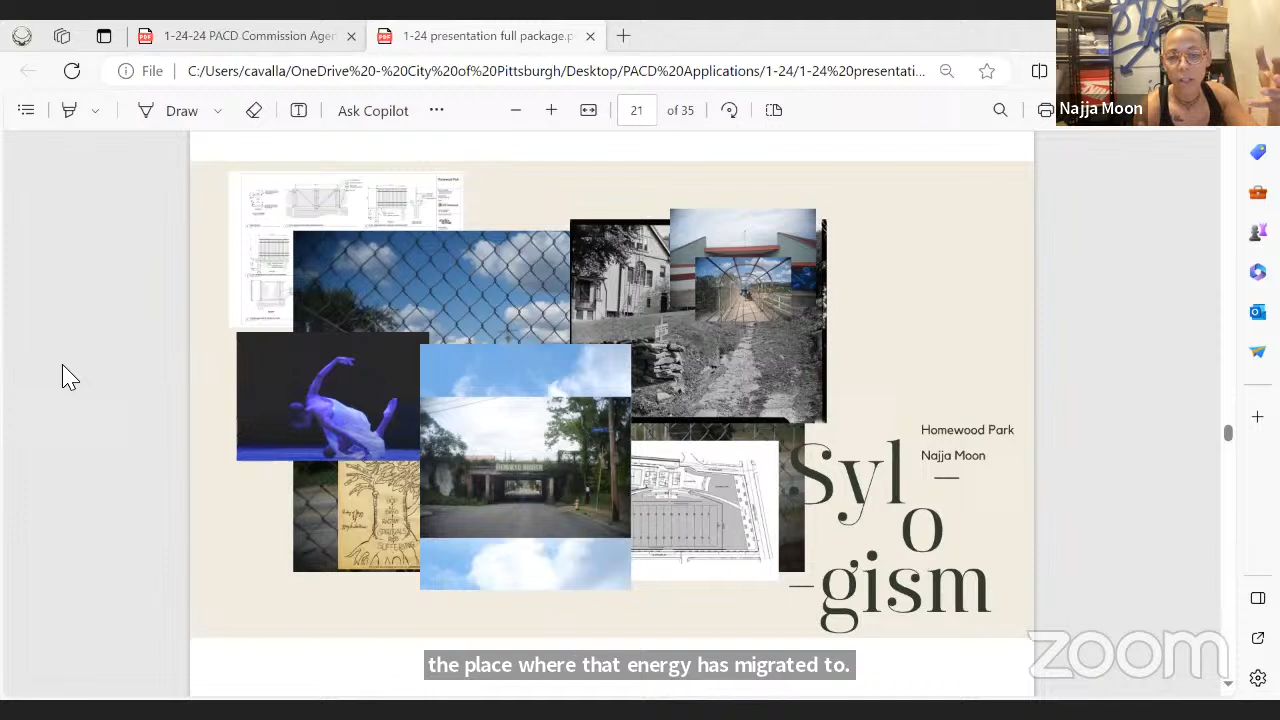 1-24-24 PACD Commission Agen
1-24 presentation full package.p
File
C:/Users/cavalla/OneDrive%20-%20City%20of%20Pittsburgh/Desktop/PACD%20Applications/1-24/1-24%20presentati...
Draw
Ask Copilot
21
of 35
Najja Moon
Homewood Park
Najja Moon
Syl —
o
—gism
the place where that energy has migrated to.
zoom